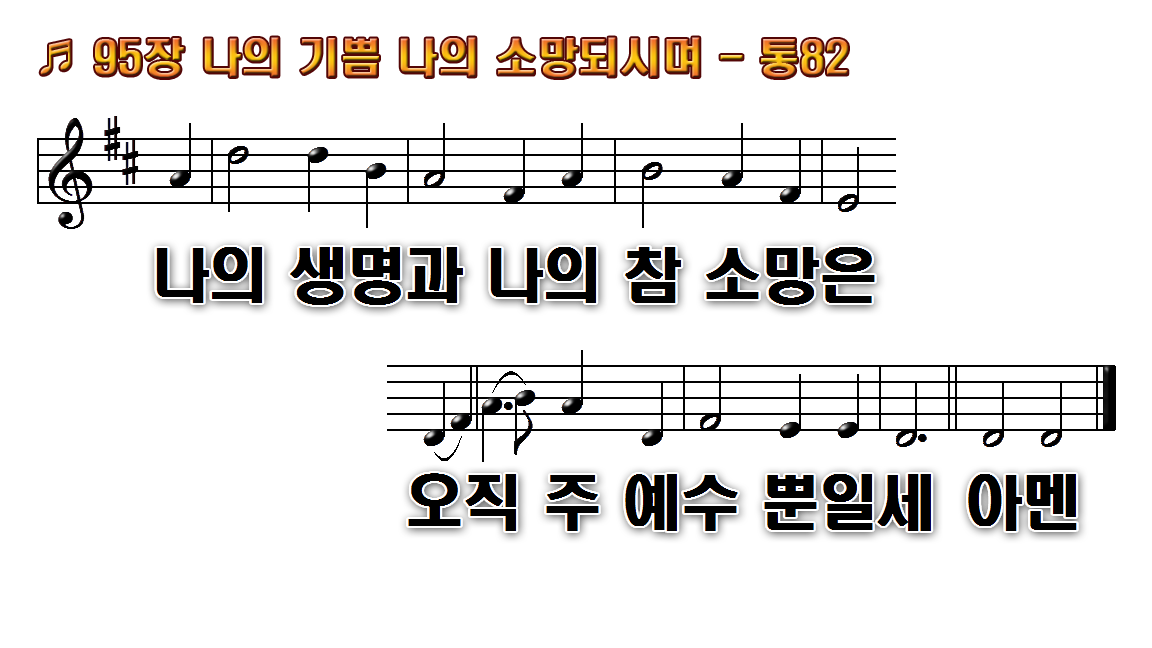 ♬ 95장 나의 기쁨 나의 소망되시며 - 통82
나의 생명과 나의 참 소망은
오직 주 예수 뿐일세 아멘